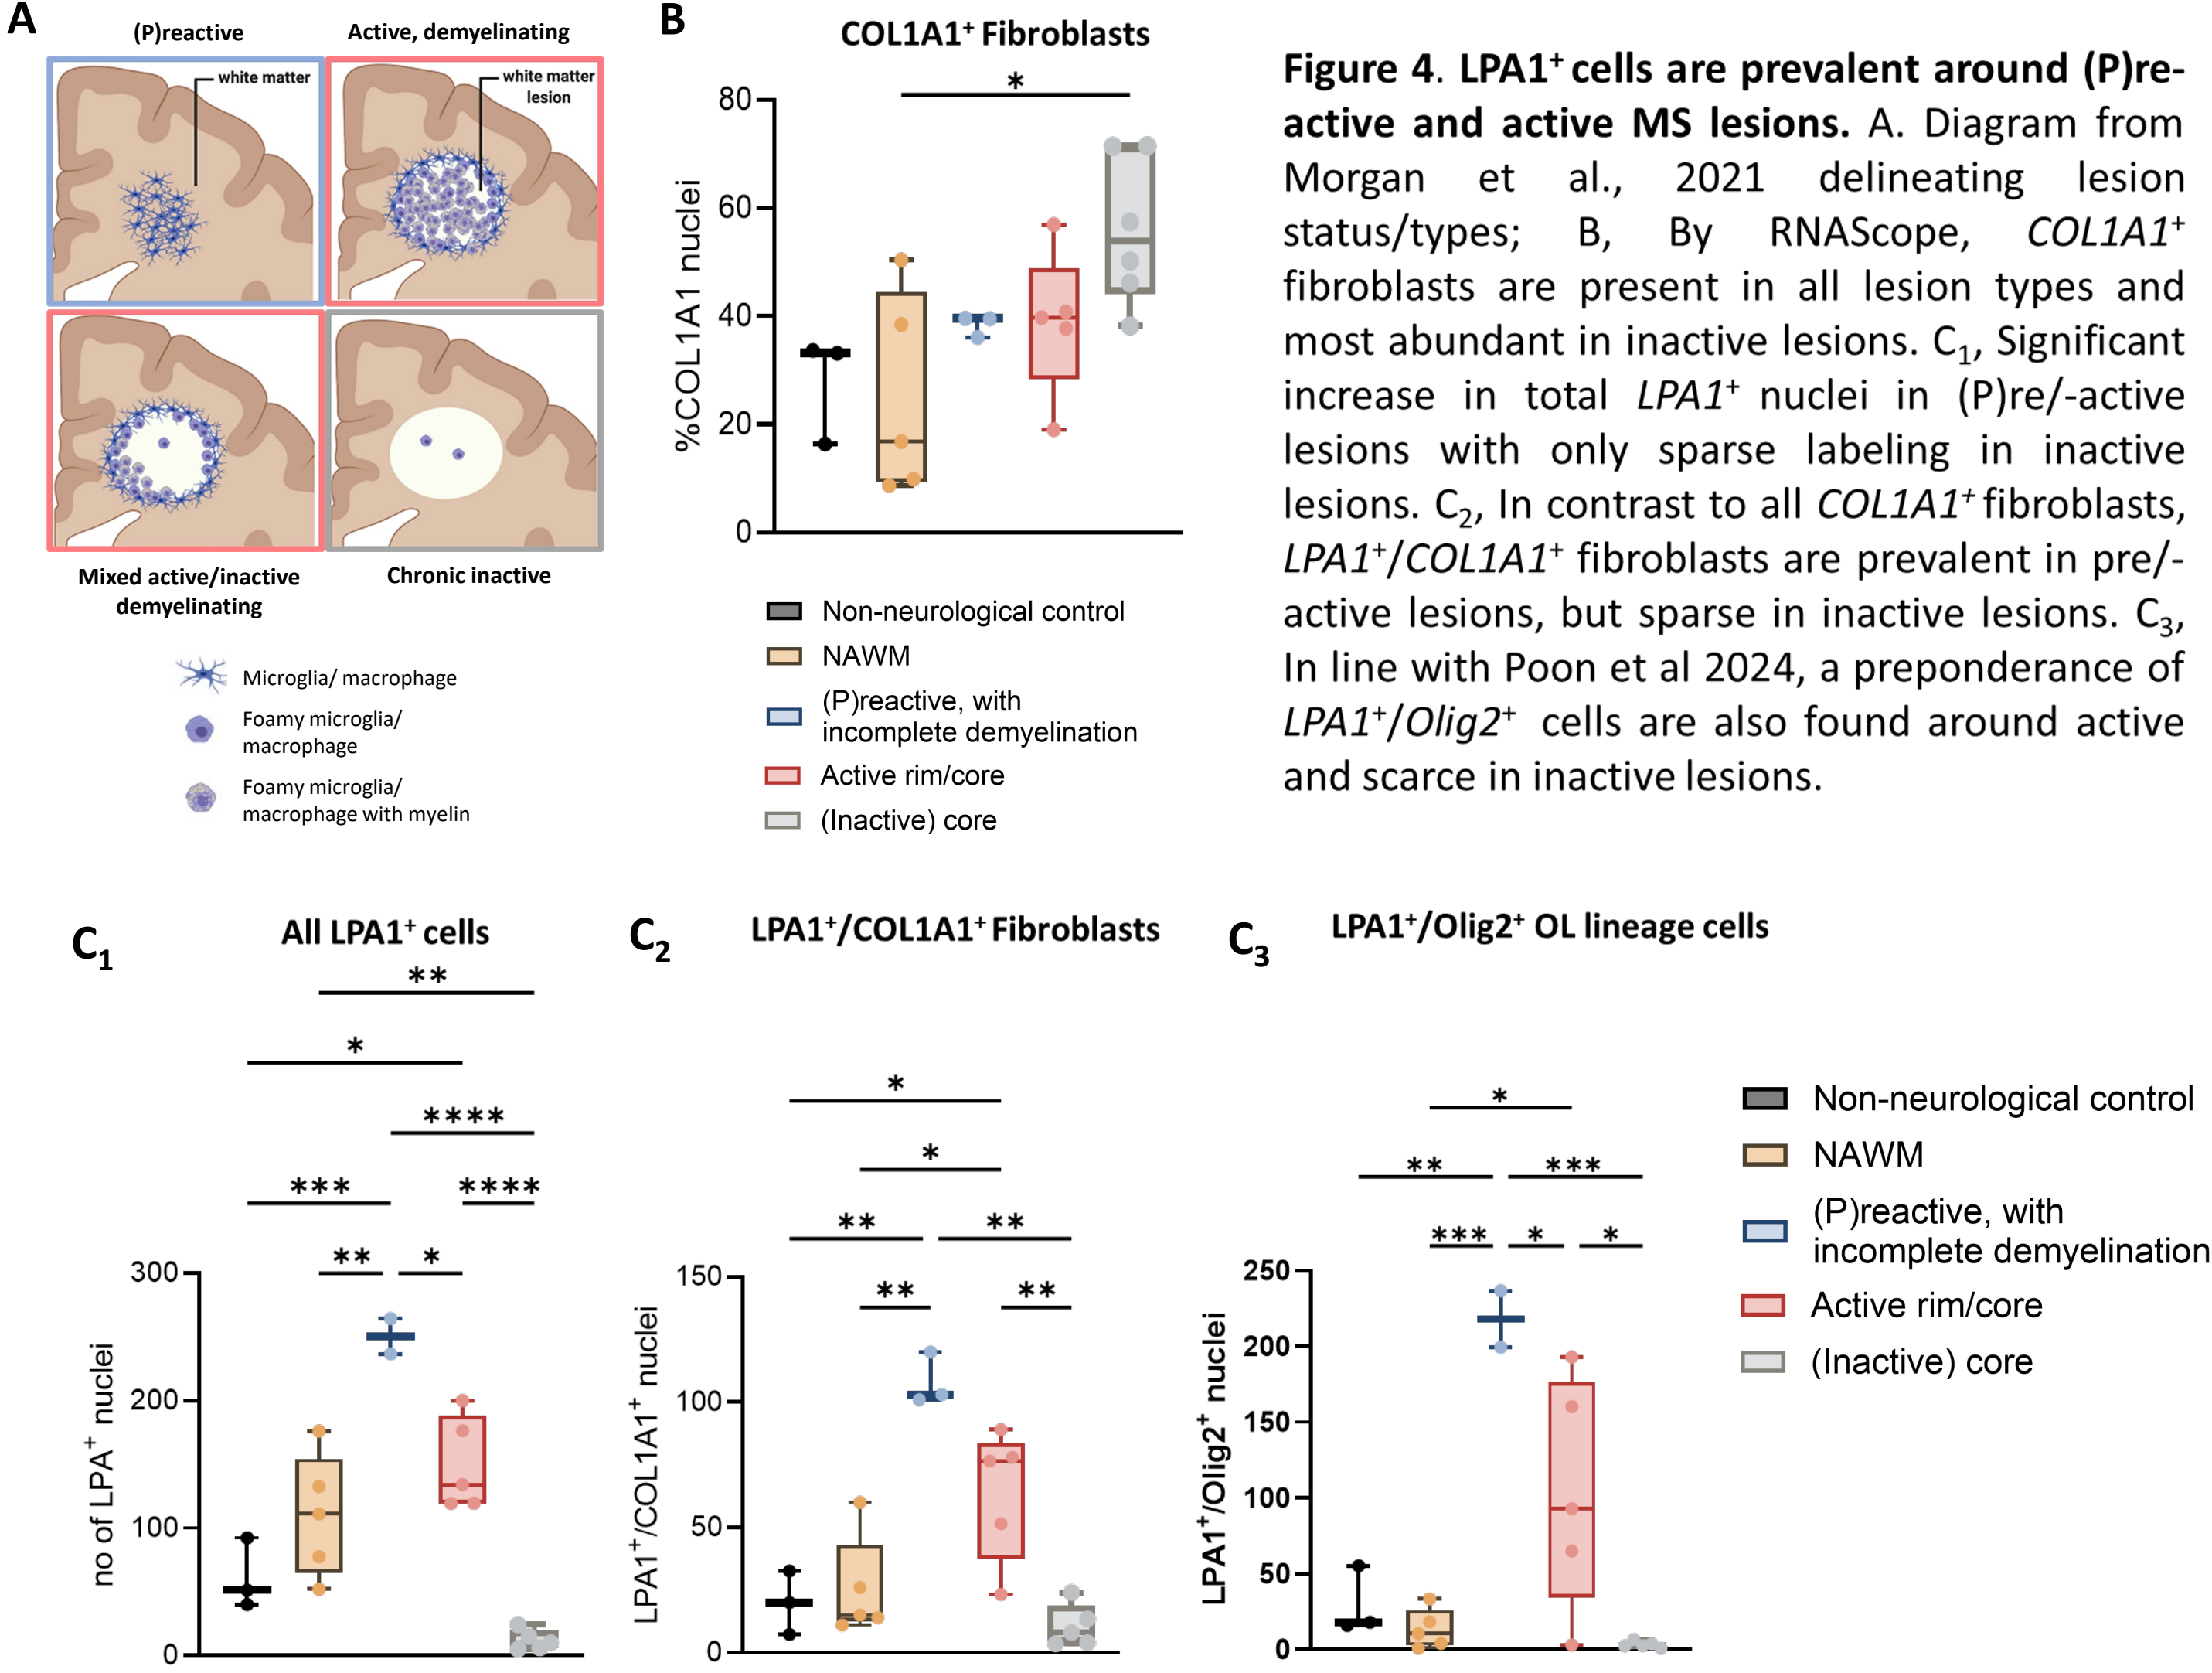 A
(P)reactive
Active, demyelinating
white matter
white matter
lesion
Mixed active/inactive
demyelinating
Chronic inactive
Microglia/ macrophage
Foamy microglia/
macrophage
Foamy microglia/
macrophage with myelin
B
COL1A1⁺ Fibroblasts
*
%COL1A1 nuclei
80
60
40
20
0
Non-neurological control
NAWM
(P)reactive, with
incomplete demyelination
Active rim/core
(Inactive) core
Figure 4. LPA1⁺ cells are prevalent around (P)re-
active and active MS lesions. A. Diagram from
Morgan et al., 2021 delineating lesion
status/types; B, By RNAScope, COL1A1⁺
fibroblasts are present in all lesion types and
most abundant in inactive lesions. C₁, Significant
increase in total LPA1⁺ nuclei in (P)re/-active
lesions with only sparse labeling in inactive
lesions. C₂, In contrast to all COL1A1⁺ fibroblasts,
LPA1⁺/COL1A1⁺ fibroblasts are prevalent in pre/-
active lesions, but sparse in inactive lesions. C₃,
In line with Poon et al 2024, a preponderance of
LPA1⁺/Olig2⁺ cells are also found around active
and scarce in inactive lesions.
C₁
All LPA1⁺ cells
**
*
****
*** ****
** *
no of LPA⁺ nuclei
300
200
100
0
C₂
LPA1⁺/COL1A1⁺ Fibroblasts
*
*
** **
** **
LPA1⁺/COL1A1⁺ nuclei
150
100
50
0
C₃
LPA1⁺/Olig2⁺ OL lineage cells
*
** ***
*** * *
LPA1⁺/Olig2⁺ nuclei
250
200
150
100
50
0
Non-neurological control
NAWM
(P)reactive, with
incomplete demyelination
Active rim/core
(Inactive) core